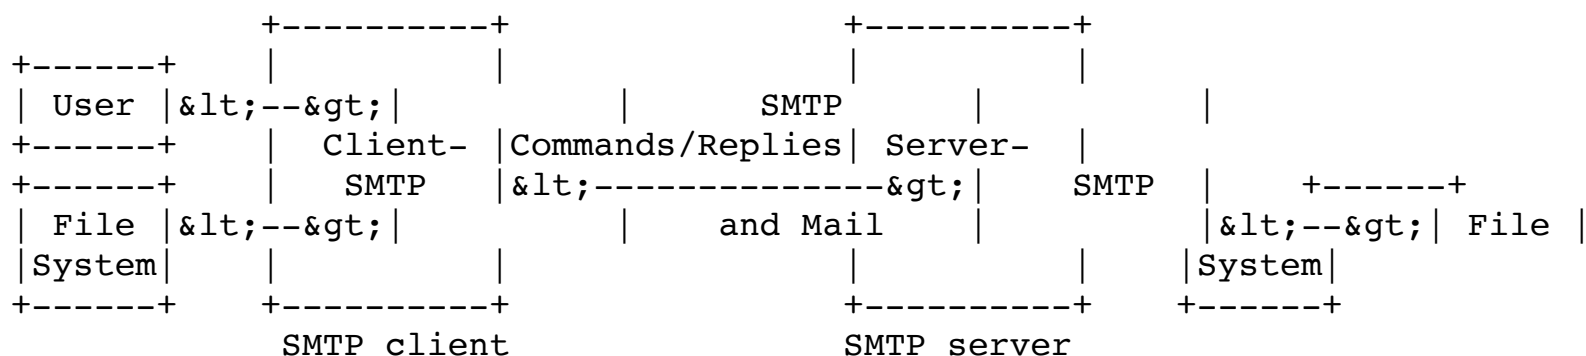 +----------+                +----------+
+------+    |          |                |          |
| User |&lt;--&gt;|          |      SMTP      |          |
+------+    |  Client- |Commands/Replies| Server-  |
+------+    |   SMTP   |&lt;--------------&gt;|    SMTP  |    +------+
| File |&lt;--&gt;|          |    and Mail    |          |&lt;--&gt;| File |
|System|    |          |                |          |    |System|
+------+    +----------+                +----------+    +------+
             SMTP client                SMTP server